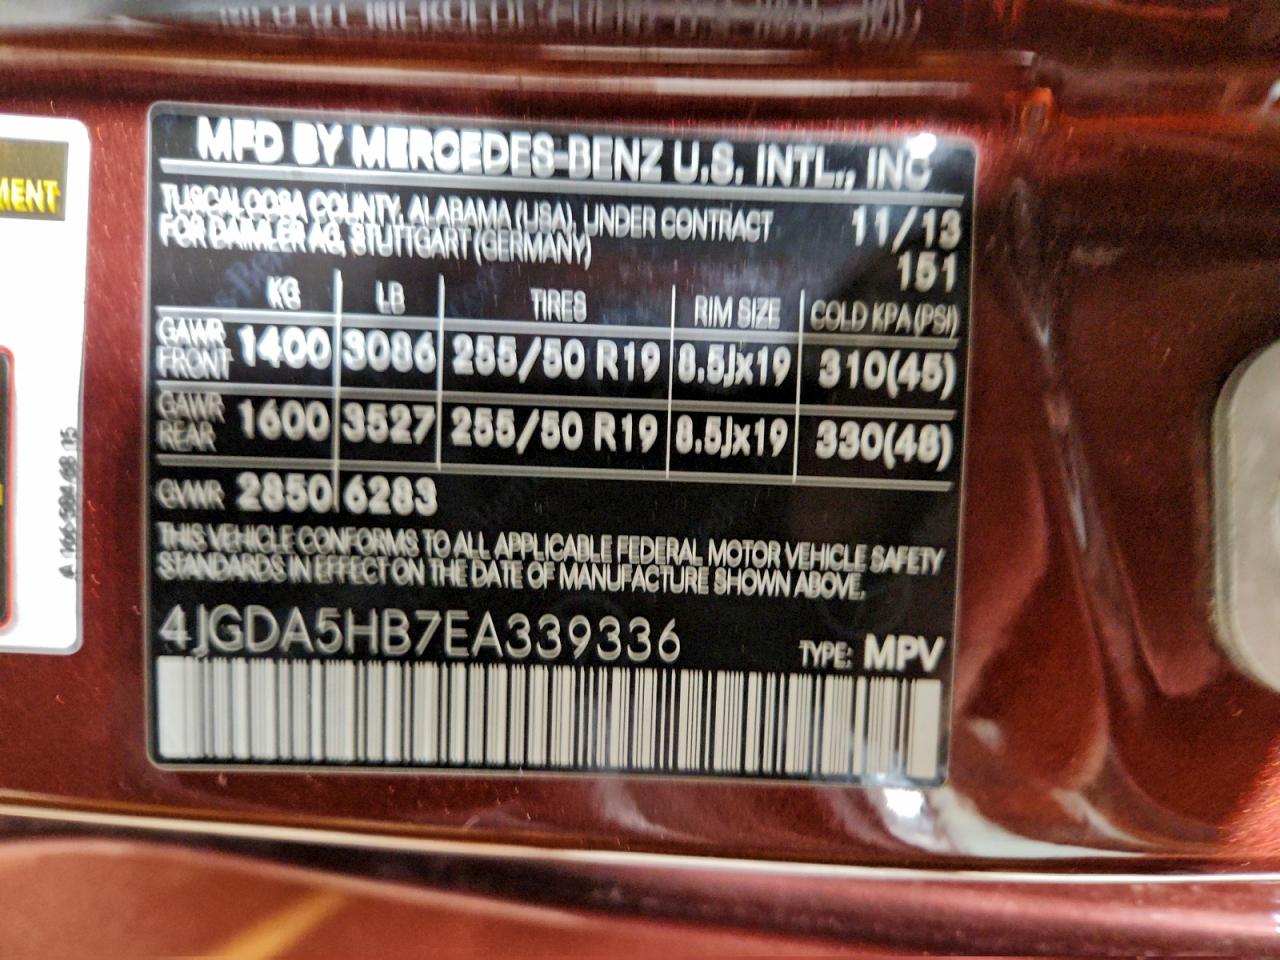 MFD BY MERCEDES-BENZ U.S. INTL., INC
TUSCALOOSA COUNTY, ALABAMA (USA), UNDER CONTRACT 11/13
FOR DAIMLER AG, STUTTGART (GERMANY) 151
KG LB TIRES RIM SIZE COLD KPA (PSI)
GAWR FRONT 1400 3086 255/50 R19 8.5Jx19 310(45)
GAWR REAR 1600 3527 255/50 R19 8.5Jx19 330(48)
GVWR 2850 6283
THIS VEHICLE CONFORMS TO ALL APPLICABLE FEDERAL MOTOR VEHICLE SAFETY
STANDARDS IN EFFECT ON THE DATE OF MANUFACTURE SHOWN ABOVE.
4JGDA5HB7EA339336 TYPE: MPV